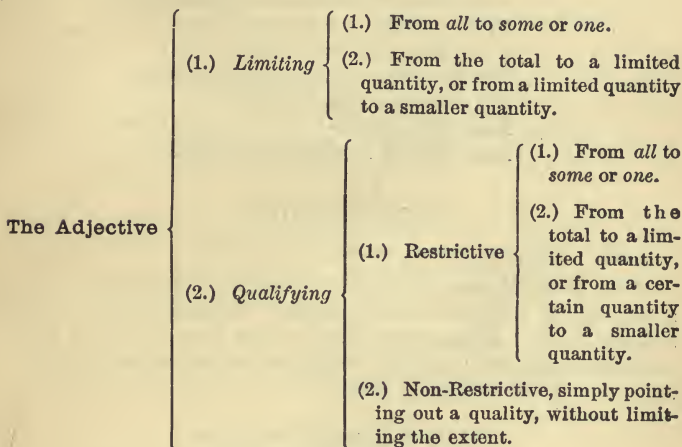 (1.) From all to some or one.
(1.) Limiting
(2.) From the total to a limited
quantity, or from a limited quantity
to a smaller quantity.
The Adjective
(1.) From all to
some or one.
(2.) From the
total to a lim-
ited quantity,
or from a cer-
tain quantity
to a smaller
quantity.
(1.) Restrictive
(2.) Qualifying
(2.) Non-Restrictive, simply point-
ing out a quality, without limit-
ing the extent.